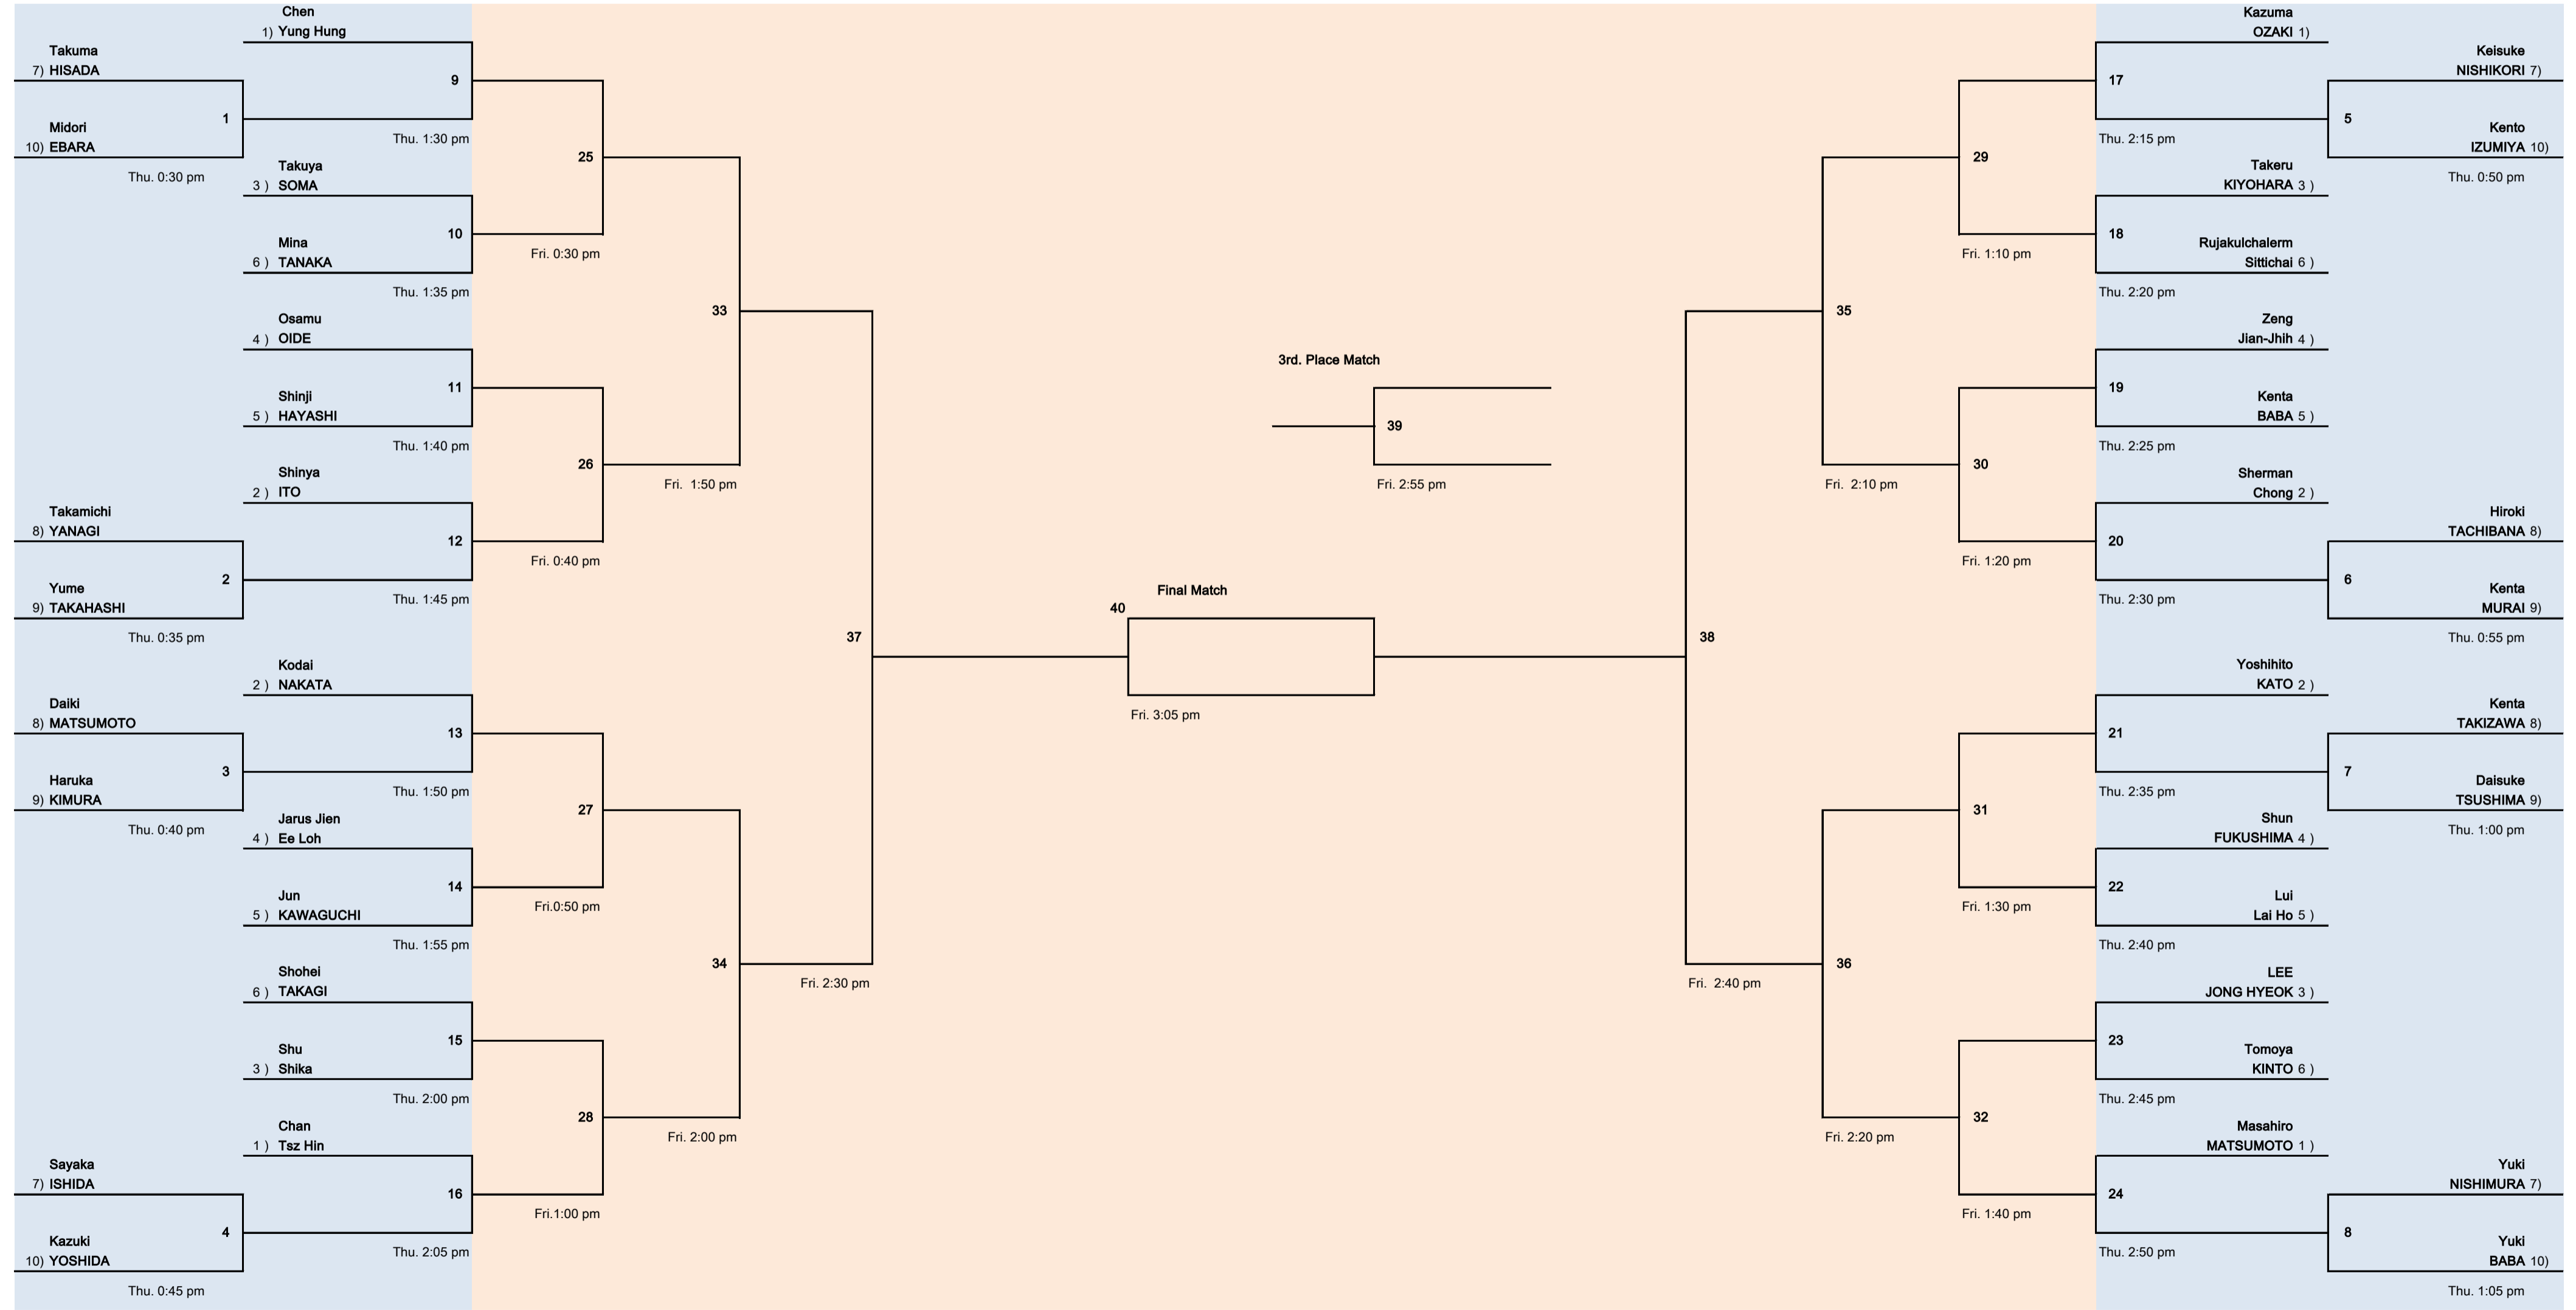 Chen
1) Yung Hung
Takuma
7) HISADA
9
1
Midori
10) EBARA
Thu. 1:30 pm
Thu. 0:30 pm
25
Takuya
3 ) SOMA
10
Mina
6 ) TANAKA
Fri. 0:30 pm
Thu. 1:35 pm
33
Osamu
4 ) OIDE
11
Shinji
5 ) HAYASHI
Thu. 1:40 pm
26
Fri. 1:50 pm
Shinya
2 ) ITO
Takamichi
8) YANAGI
12
Fri. 0:40 pm
2
Yume
9) TAKAHASHI
Thu. 1:45 pm
Thu. 0:35 pm
37
Kodai
2 ) NAKATA
Daiki
8) MATSUMOTO
13
3
Haruka
9) KIMURA
Thu. 1:50 pm
Thu. 0:40 pm
27
Jarus Jien
4 ) Ee Loh
14
Jun
5 ) KAWAGUCHI
Fri.0:50 pm
Thu. 1:55 pm
34
Fri. 2:30 pm
Shohei
6 ) TAKAGI
15
Shu
3 ) Shika
Thu. 2:00 pm
28
Fri. 2:00 pm
Chan
1 ) Tsz Hin
Sayaka
7) ISHIDA
16
Fri.1:00 pm
4
Kazuki
10) YOSHIDA
Thu. 2:05 pm
Thu. 0:45 pm
3rd. Place Match
39
Fri. 2:55 pm
Final Match
40
Fri. 3:05 pm
Kazuma
OZAKI 1)
Keisuke
NISHIKORI 7)
17
5
Kento
IZUMIYA 10)
Thu. 2:15 pm
Thu. 0:50 pm
29
Takeru
KIYOHARA 3 )
18
Rujakulchalerm
Sittichai 6 )
Fri. 1:10 pm
Thu. 2:20 pm
35
Zeng
Jian-Jhih 4 )
19
Kenta
BABA 5 )
Thu. 2:25 pm
30
Fri. 2:10 pm
Sherman
Chong 2 )
Hiroki
TACHIBANA 8)
20
Fri. 1:20 pm
6
Kenta
MURAI 9)
Thu. 2:30 pm
Thu. 0:55 pm
38
Yoshihito
KATO 2 )
Kenta
TAKIZAWA 8)
21
7
Daisuke
TSUSHIMA 9)
Thu. 2:35 pm
Thu. 1:00 pm
31
Shun
FUKUSHIMA 4 )
22
Lui
Lai Ho 5 )
Fri. 1:30 pm
Thu. 2:40 pm
36
Fri. 2:40 pm
LEE
JONG HYEOK 3 )
23
Tomoya
KINTO 6 )
Thu. 2:45 pm
32
Fri. 2:20 pm
Masahiro
MATSUMOTO 1 )
Yuki
NISHIMURA 7)
24
Fri. 1:40 pm
8
Yuki
BABA 10)
Thu. 2:50 pm
Thu. 1:05 pm